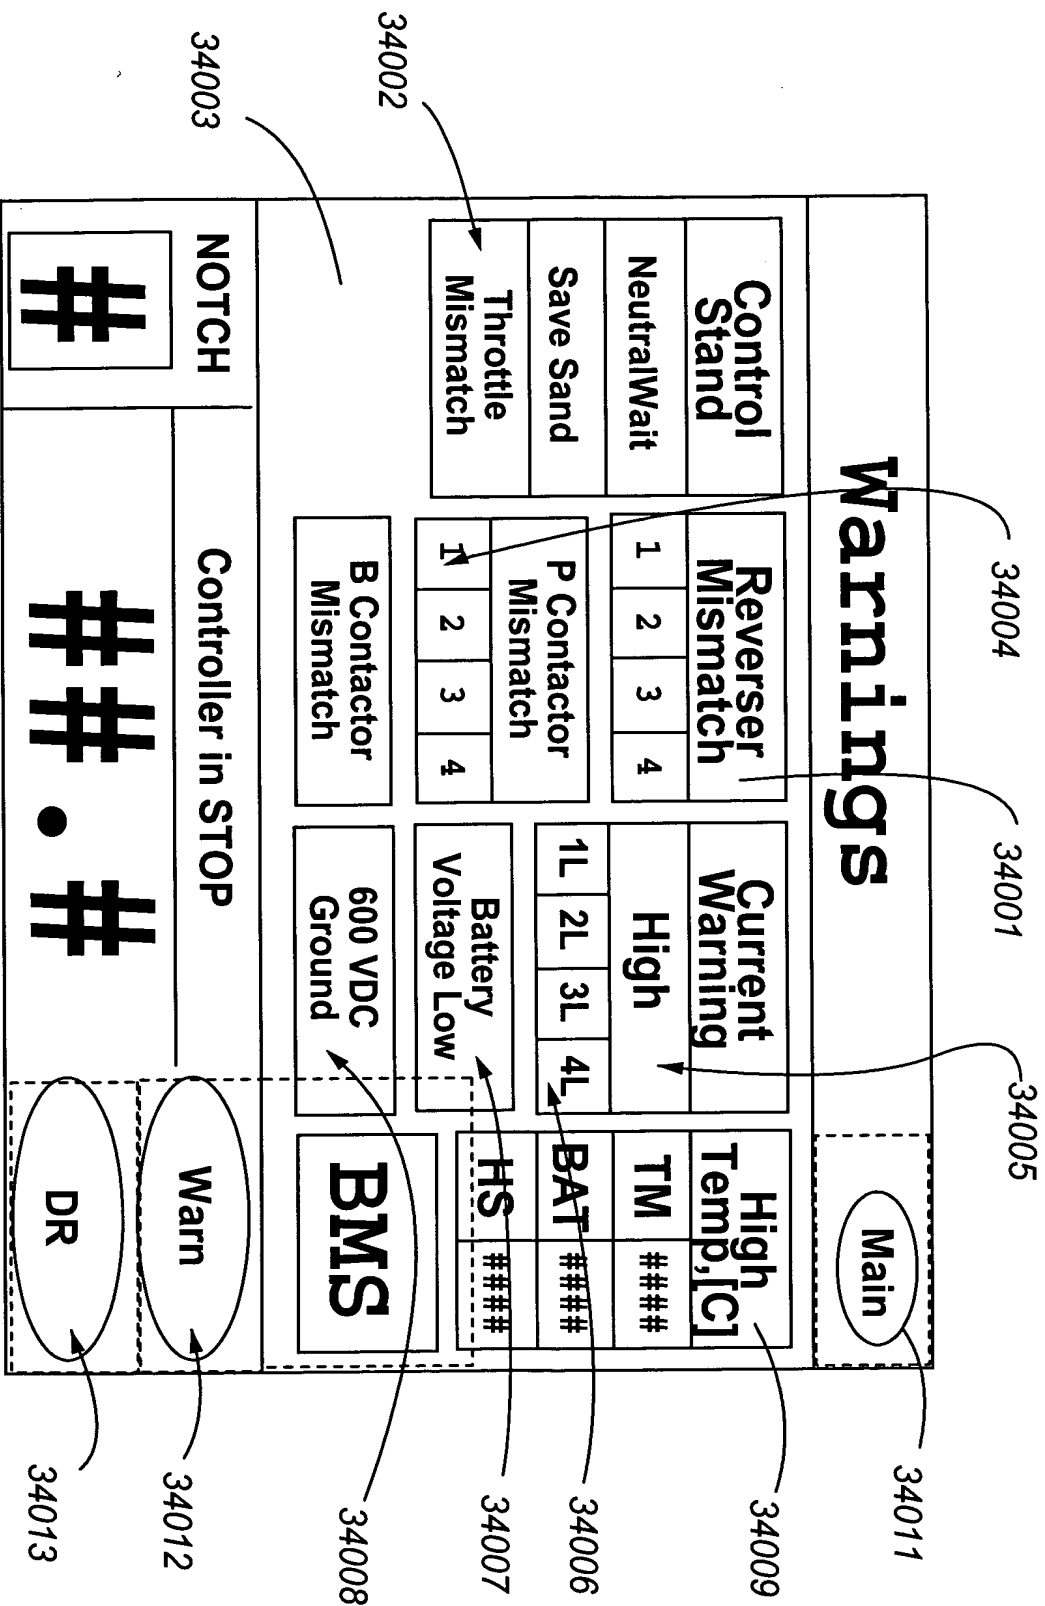 34004
34001
34005
34011
Warnings
Main
Control
Stand
NeutralWait
Save Sand
Throttle
Mismatch
Reverser
Mismatch
1 2 3 4
P Contactor
Mismatch
1 2 3 4
B Contactor
Mismatch
Current
Warning
High
1L 2L 3L 4L
Battery
Voltage Low
600 VDC
Ground
High
Temp,[C]
TM ####
BAT ####
HS ####
BMS
34002
34003
34009
34006
34007
34008
34012
34013
NOTCH
#
Controller in STOP
##.#
Warn
DR